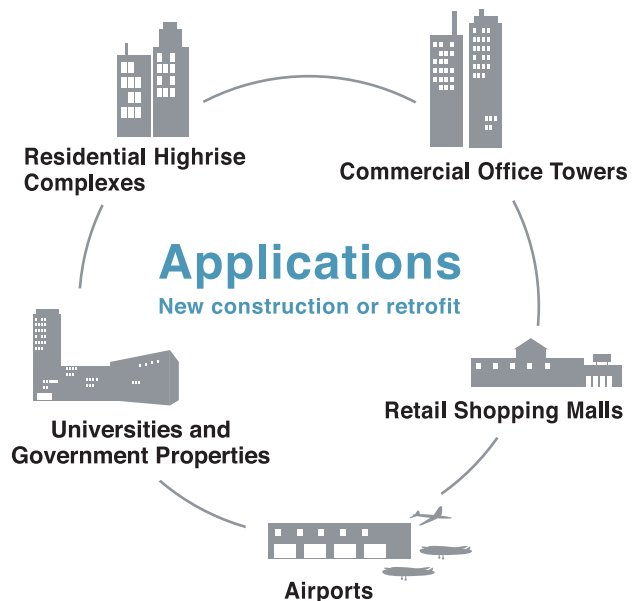 Residential Highrise
Complexes
Commercial Office Towers
Applications
New construction or retrofit
Retail Shopping Malls
Universities and
Government Properties
Airports